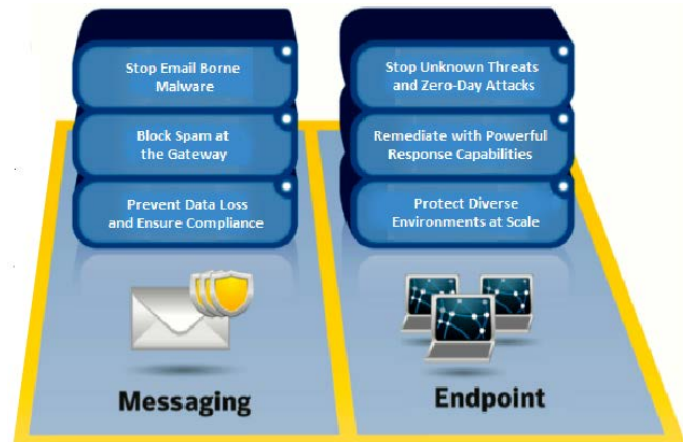 Stop Email Borne
Malware
Block Spam at
the Gateway
Prevent Data Loss
and Ensure Compliance
Messaging
Stop Unknown Threats
and Zero-Day Attacks
Remediate with Powerful
Response Capabilities
Protect Diverse
Environments at Scale
Endpoint